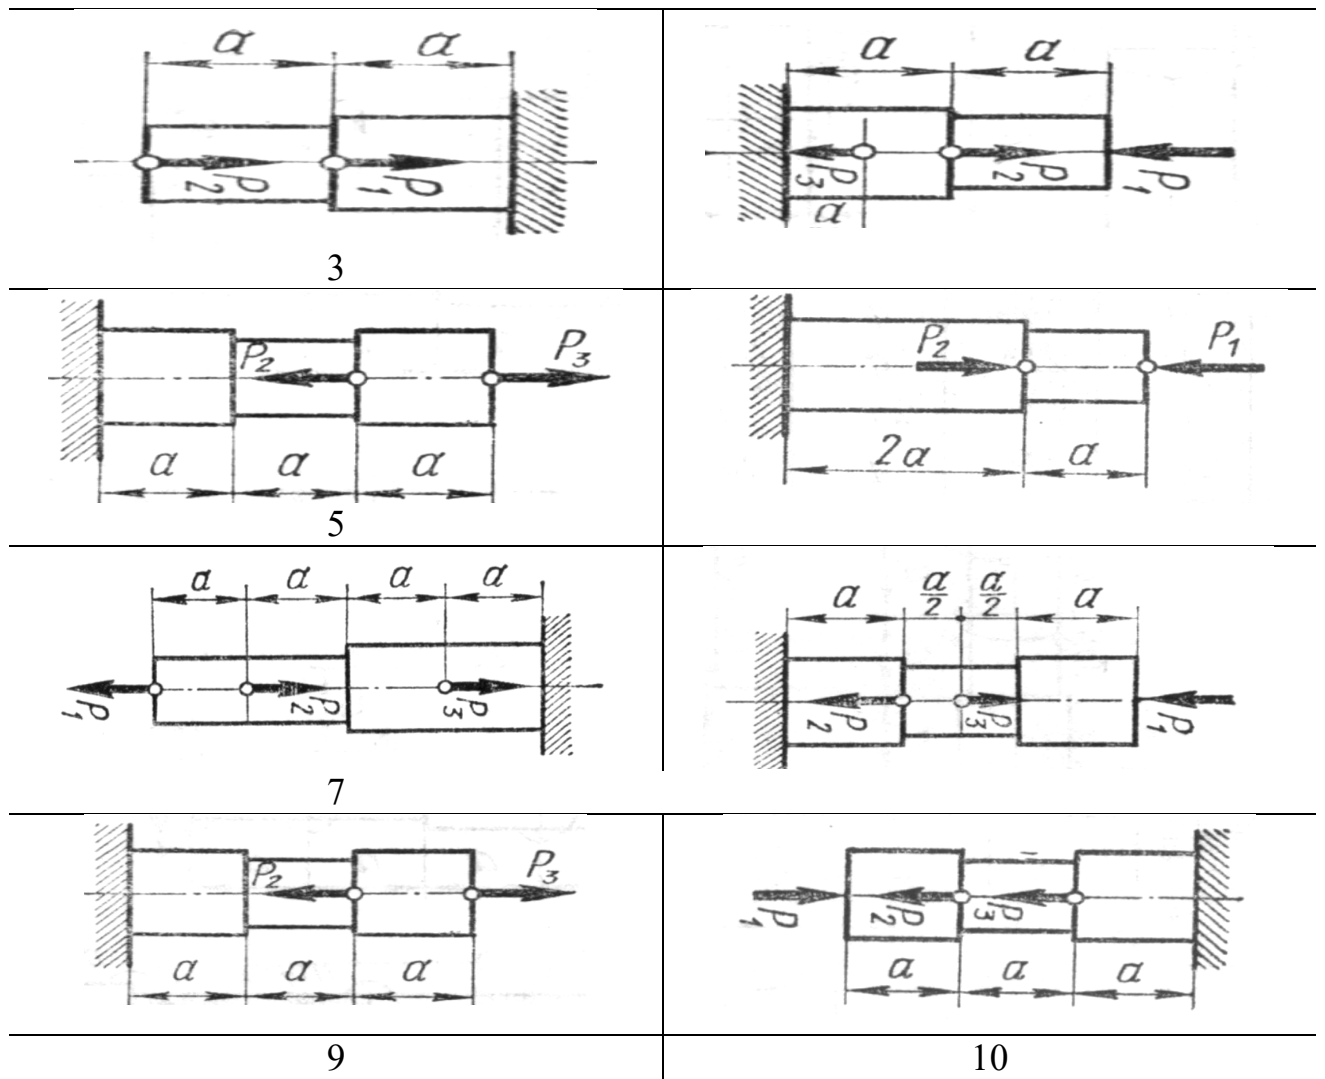 a a
P2 P1
3
a a
P3 P2 P1
a
P2 P3
a a a
5
P2 P1
2a a
a a a a
P1 P2 P3
7
a a/2 a/2 a
P2 P3 P1
P2 P3
a a a
9
P1 P2 P3
a a a
10